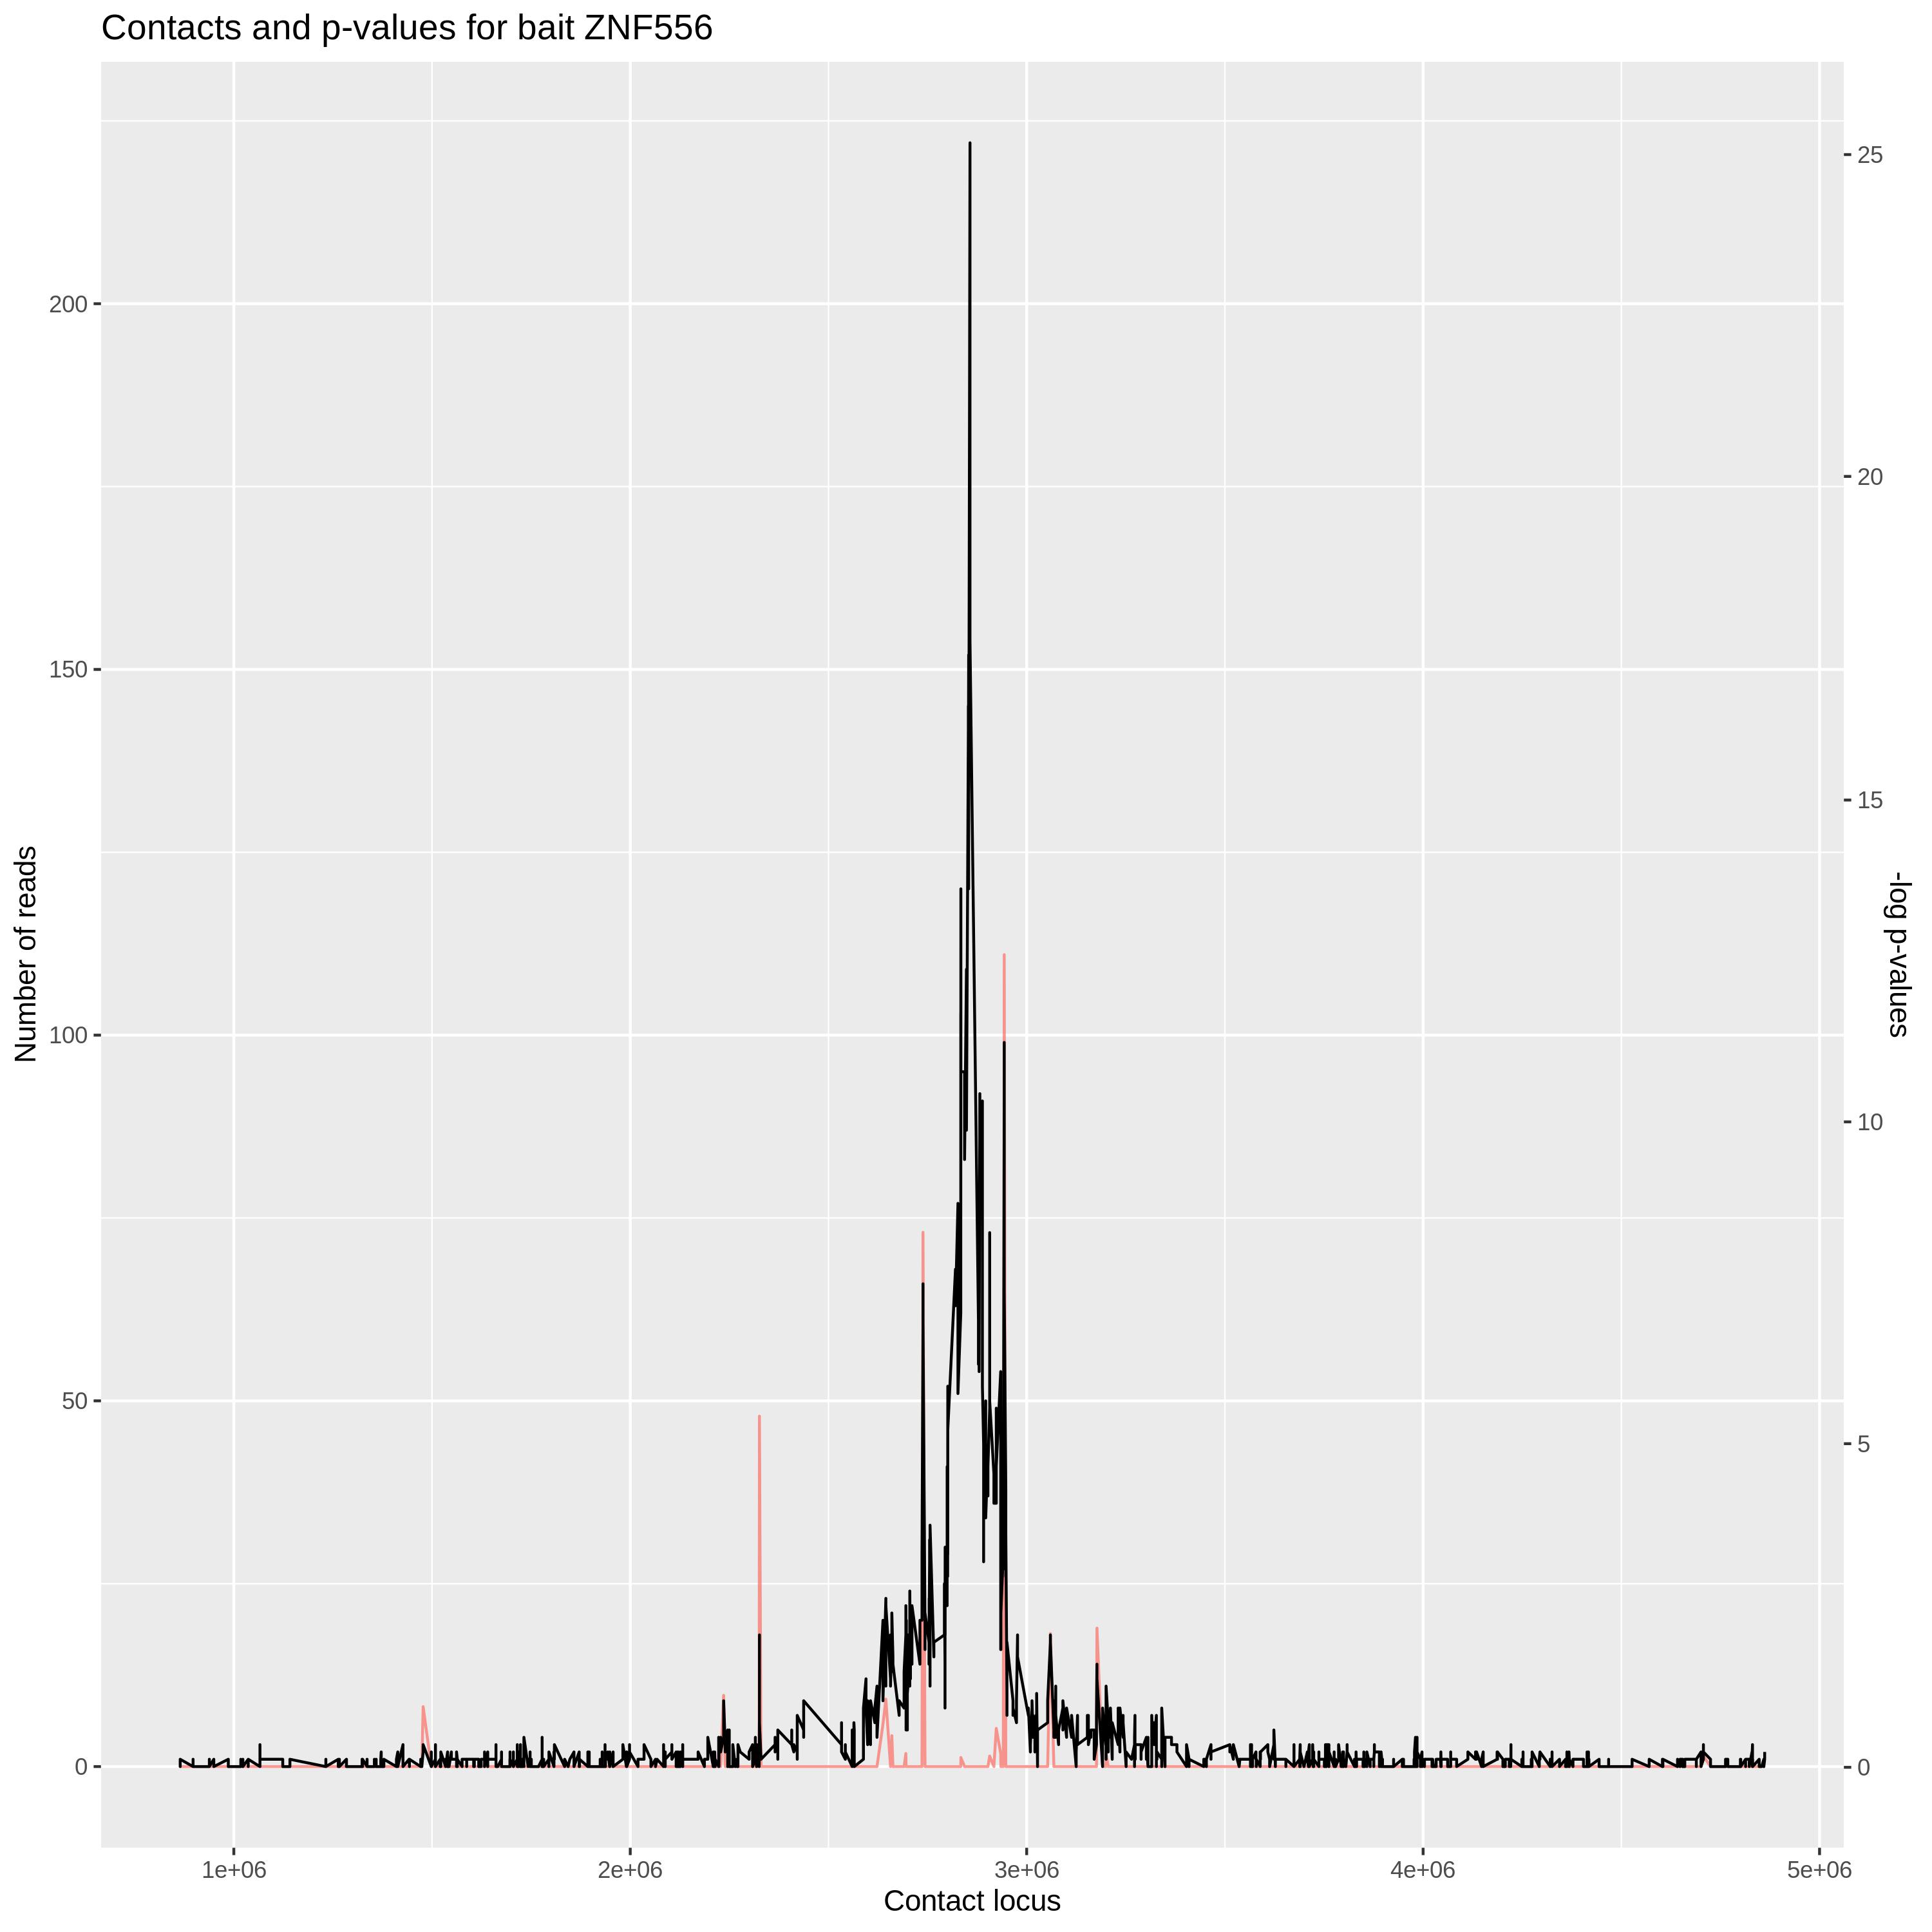 Contacts and p-values for bait ZNF556
200
150
100
50
0
Number of reads
25
20
15
10
5
0
-log p-values
1e+06 2e+06 3e+06 4e+06 5e+06
Contact locus